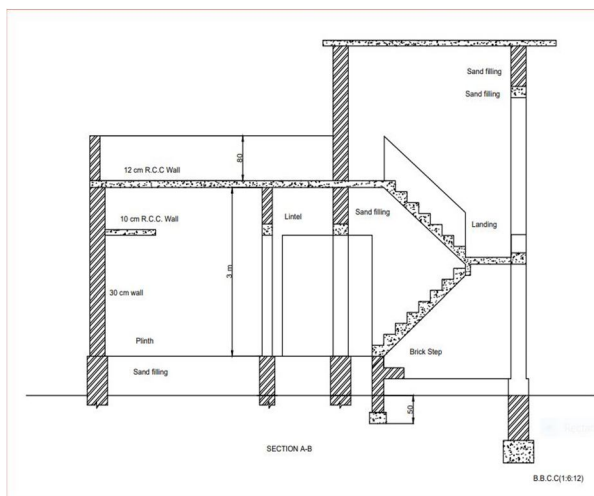 Sand filling
Sand filling
80
12 cm R.C.C Wall
10 cm R.C.C. Wall
Lintel
Sand filling
Landing
3 m
30 cm wall
Plinth
Brick Step
Sand filling
50
SECTION A-B
B.B.C.C(1:6:12)